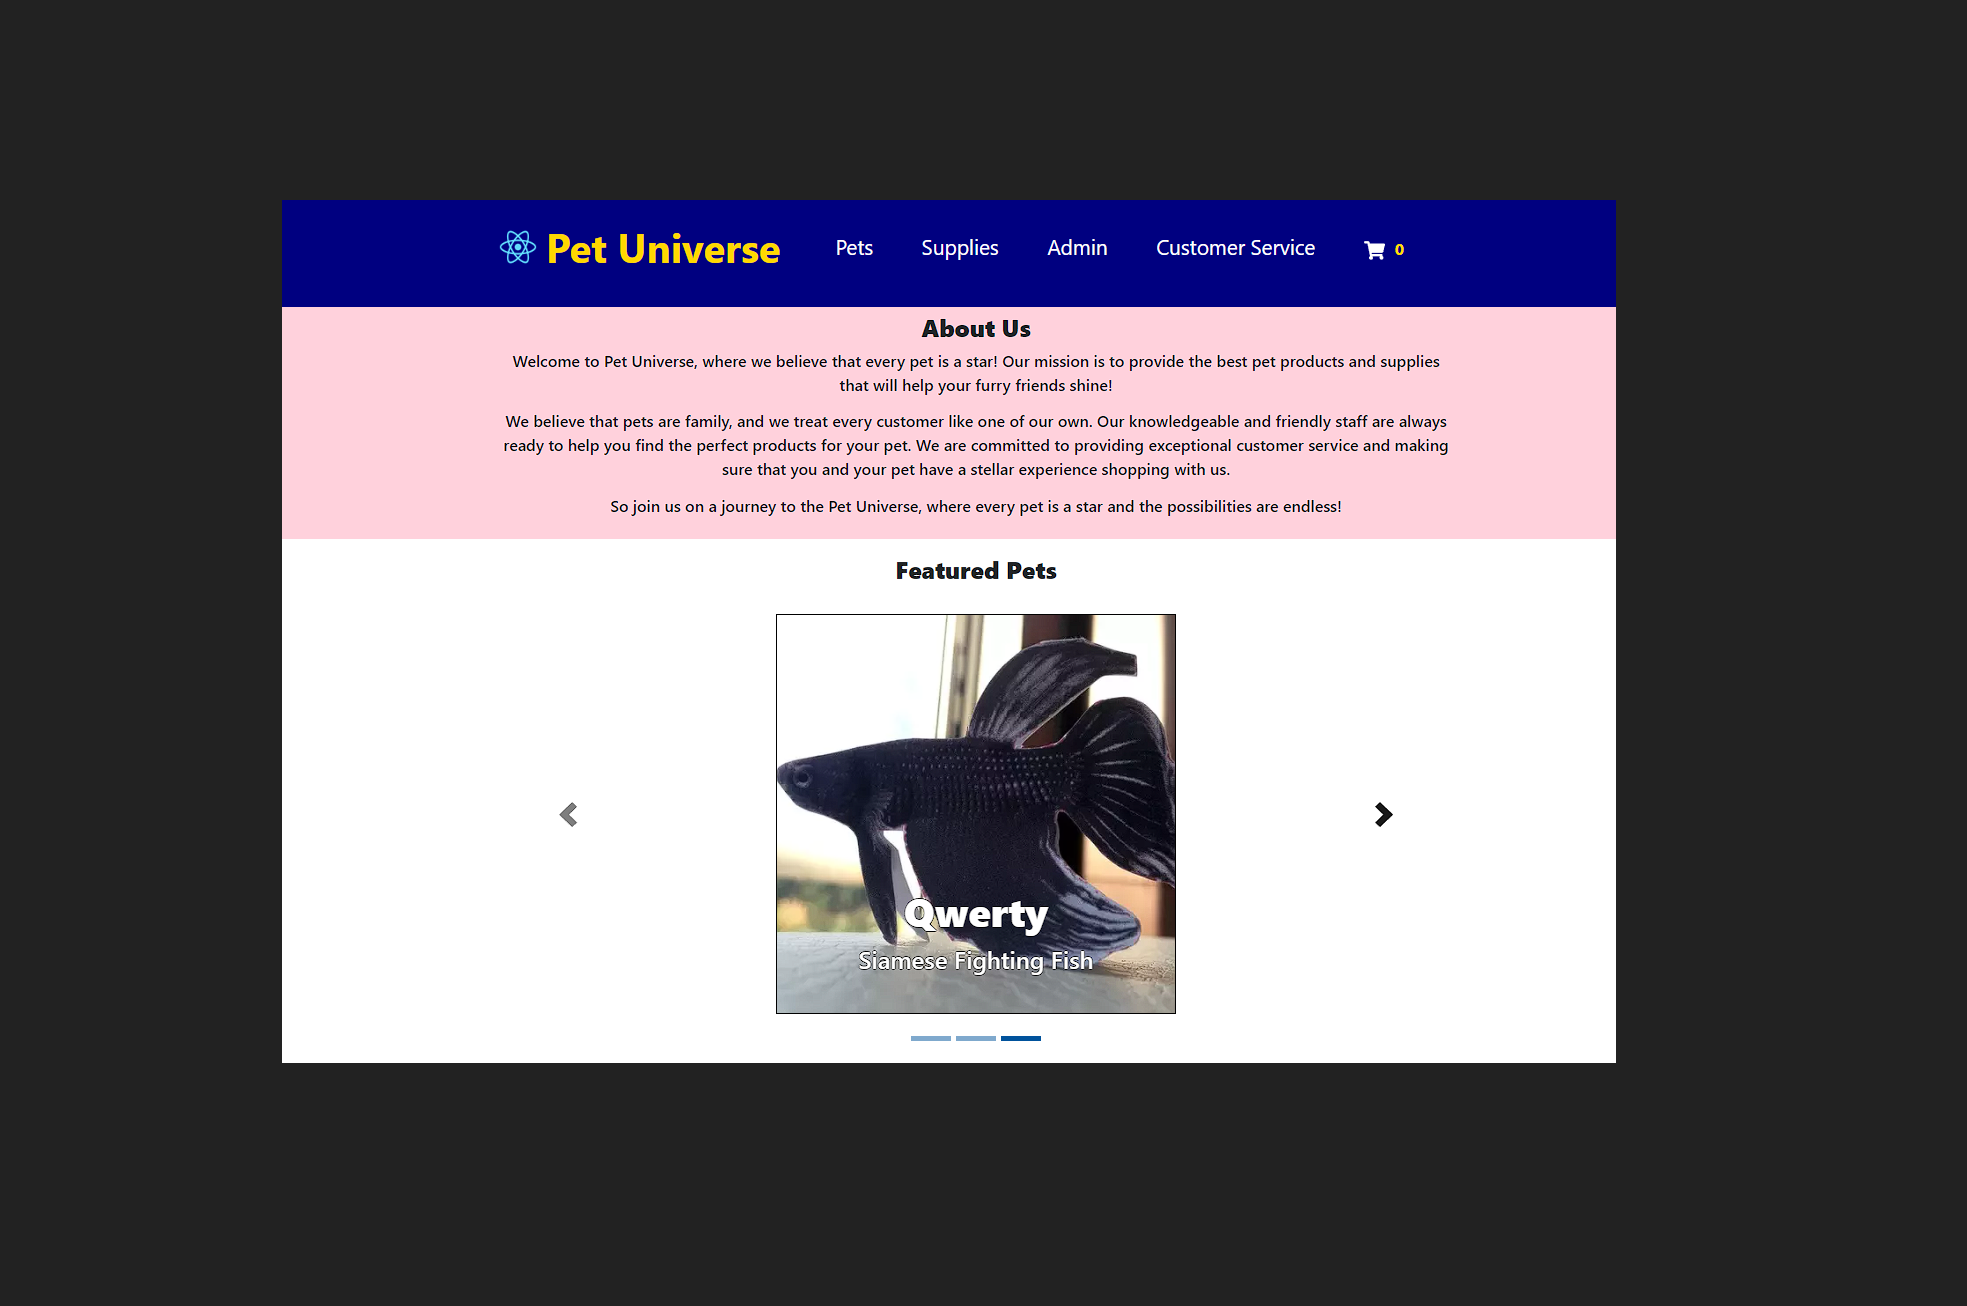 Pet Universe Pets Supplies Admin Customer Service 0
About Us
Welcome to Pet Universe, where we believe that every pet is a star! Our mission is to provide the best pet products and supplies
that will help your furry friends shine!
We believe that pets are family, and we treat every customer like one of our own. Our knowledgeable and friendly staff are always
ready to help you find the perfect products for your pet. We are committed to providing exceptional customer service and making
sure that you and your pet have a stellar experience shopping with us.
So join us on a journey to the Pet Universe, where every pet is a star and the possibilities are endless!
Featured Pets
Qwerty
Siamese Fighting Fish